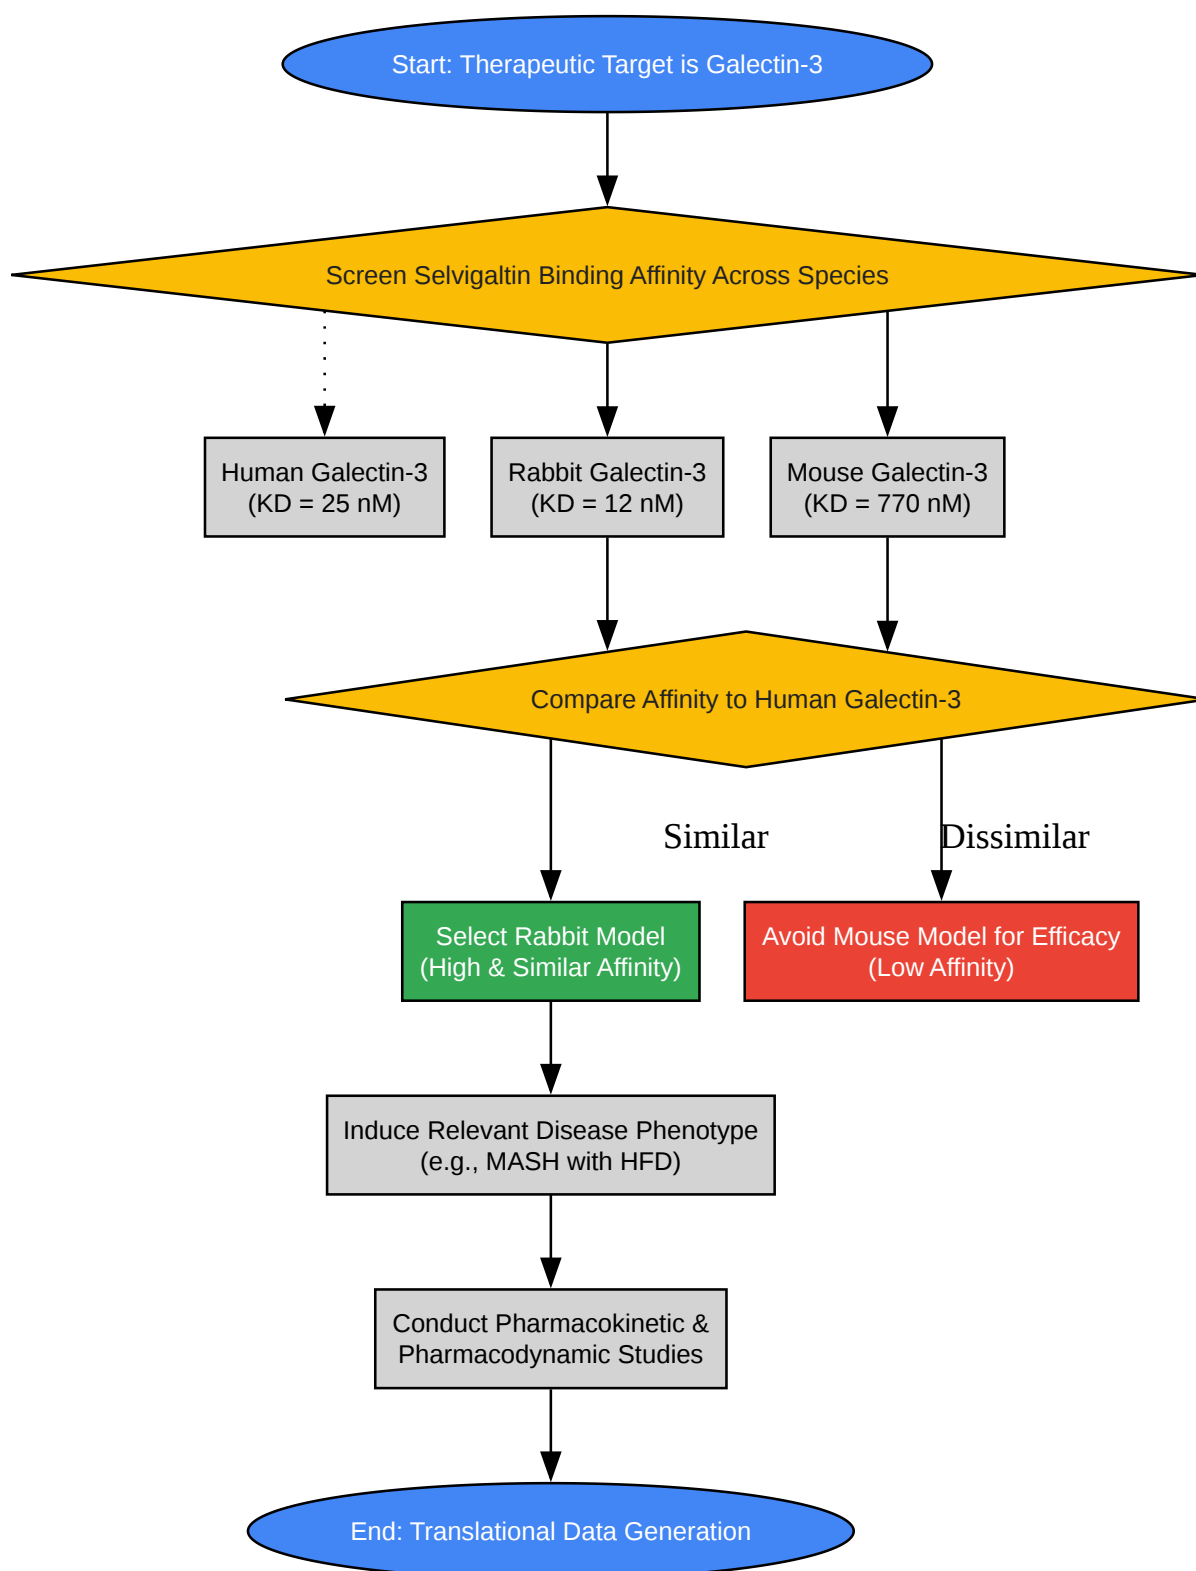 Start: Therapeutic Target is Galectin-3
Screen Selvigaltin Binding Affinity Across Species
Human Galectin-3
(KD = 25 nM)
Rabbit Galectin-3
(KD = 12 nM)
Mouse Galectin-3
(KD = 770 nM)
Compare Affinity to Human Galectin-3
Similar
Dissimilar
Select Rabbit Model
(High & Similar Affinity)
Avoid Mouse Model for Efficacy
(Low Affinity)
Induce Relevant Disease Phenotype
(e.g., MASH with HFD)
Conduct Pharmacokinetic &
Pharmacodynamic Studies
End: Translational Data Generation